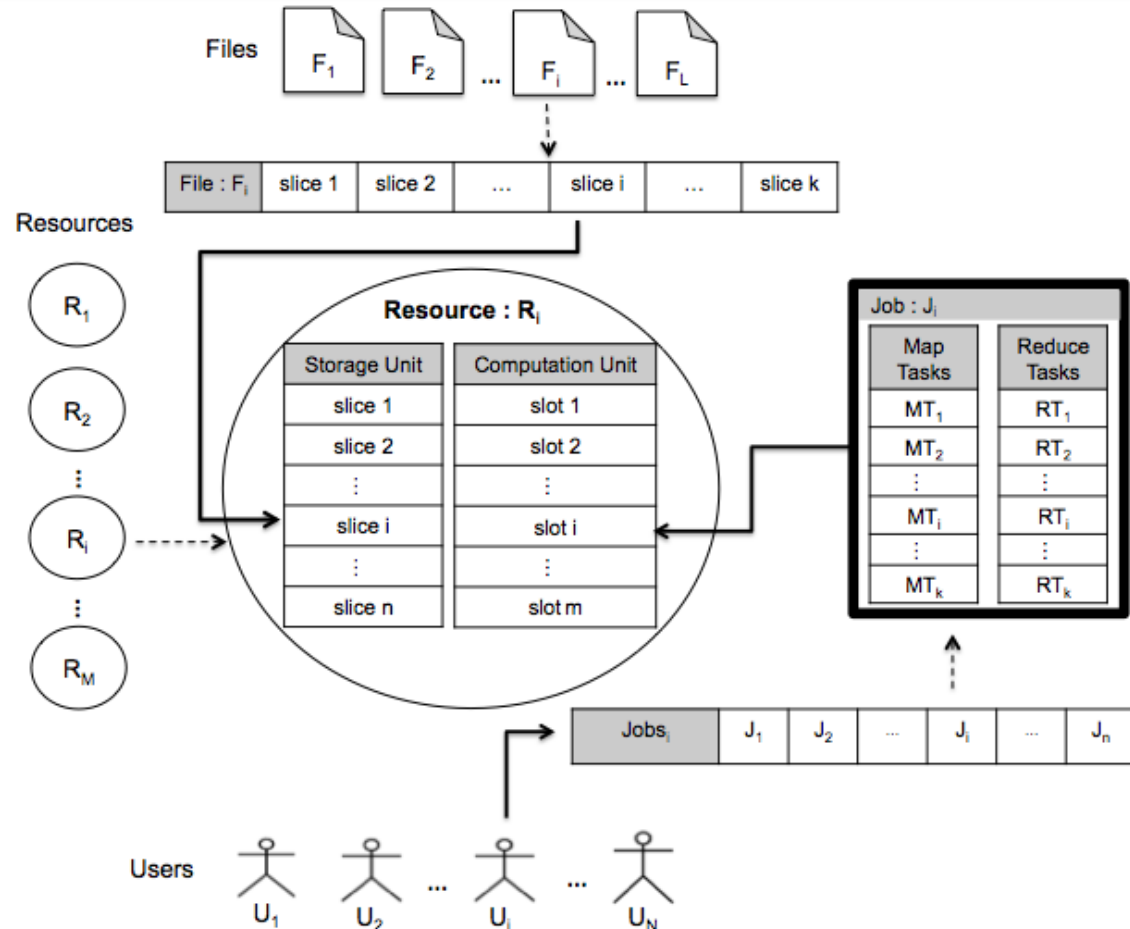 Files
F1 F2 ... Fi ... FL
File : Fi slice 1 slice 2 ... slice i ... slice k
Resources
R1
R2
⋮
Ri
⋮
RM
Resource : Ri
Storage Unit Computation Unit
slice 1 slot 1
slice 2 slot 2
⋮ ⋮
slice i slot i
⋮ ⋮
slice n slot m
Job : Ji
Map Reduce
Tasks Tasks
MT1 RT1
MT2 RT2
⋮ ⋮
MTi RTi
⋮ ⋮
MTk RTk
Jobsi J1 J2 ... Ji ... Jn
Users
U1 U2 ... Ui ... UN